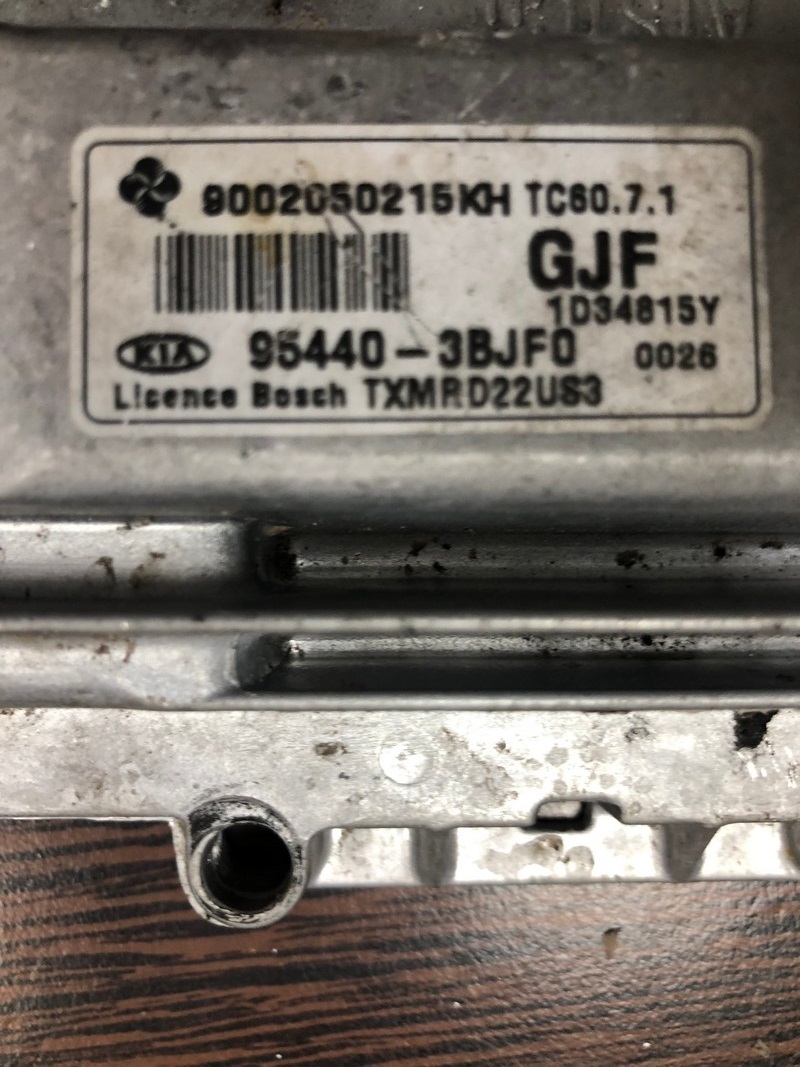 9002050215KH TC60.7.1
GJF
1D34815Y
KIA 95440-3BJF0 0026
Licence Bosch TXMRD22US3